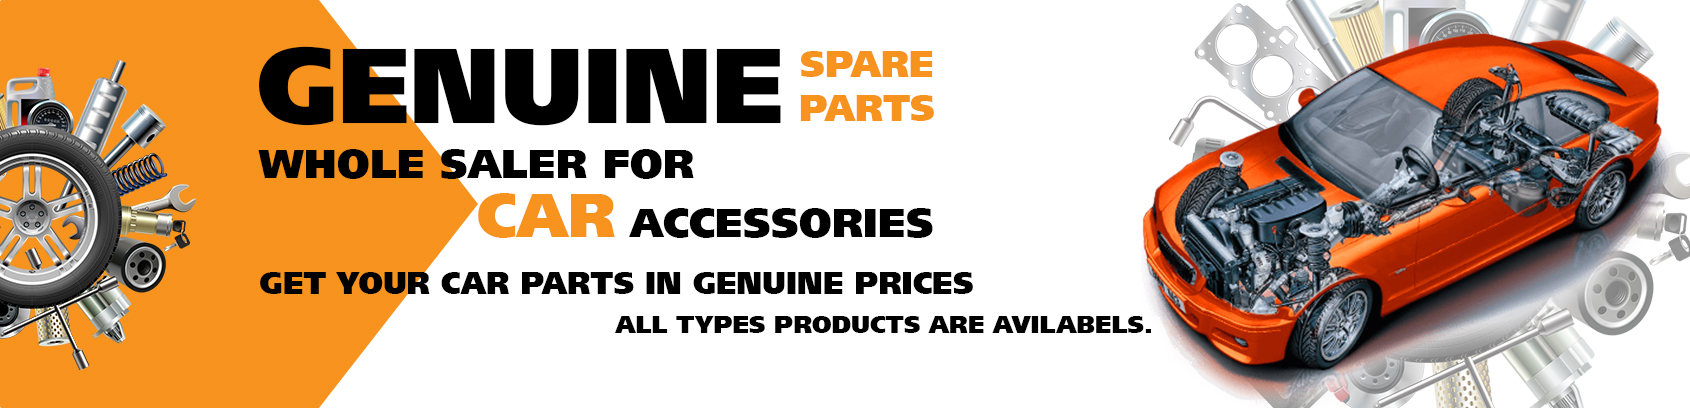 GENUINE SPARE PARTS
WHOLE SALER FOR
CAR ACCESSORIES
GET YOUR CAR PARTS IN GENUINE PRICES
ALL TYPES PRODUCTS ARE AVILABELS.